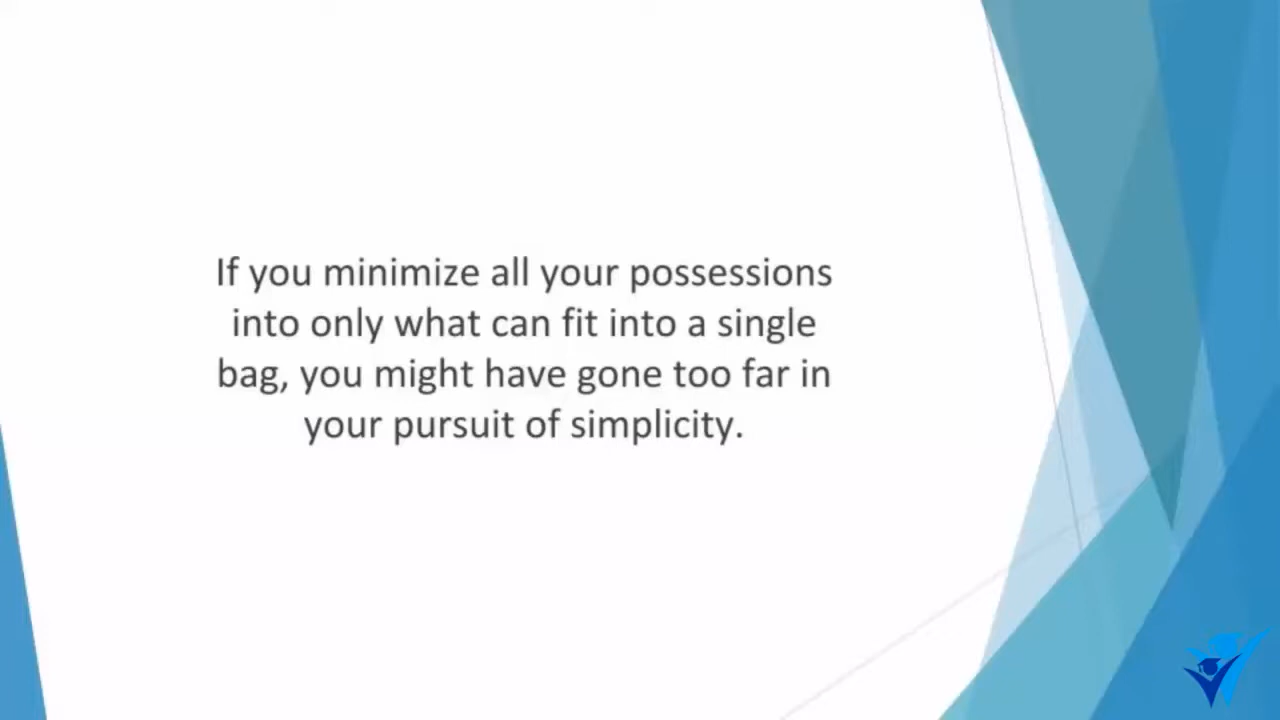 If you minimize all your possessions
into only what can fit into a single
bag, you might have gone too far in
your pursuit of simplicity.